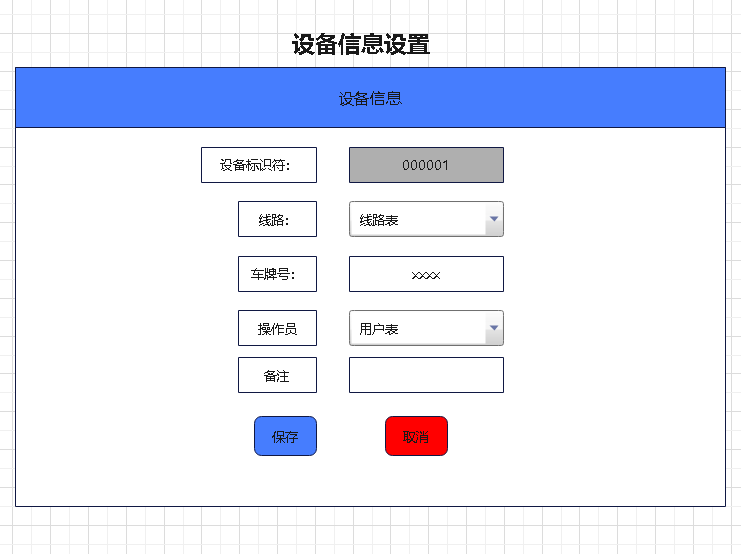 设备信息设置
设备信息
设备标识符： 000001
线路： 线路表
车牌号： xxxx
操作员 用户表
备注
保存 取消